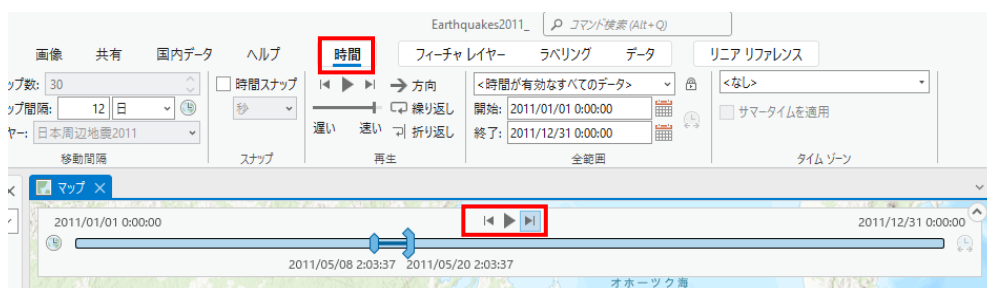 Earthquakes2011_ コマンド検索 (Alt+Q)
画像 共有 国内データ ヘルプ 時間 フィーチャ レイヤー ラベリング データ リニア リファレンス
ップ数: 30 時間スナップ 方向 <時間が有効なすべてのデータ> <なし>
ップ間隔: 12 日 秒 繰り返し 開始: 2011/01/01 0:00:00 サマータイムを適用
ヤー: 日本周辺地震2011 遅い 速い 折り返し 終了: 2011/12/31 0:00:00
移動間隔 スナップ 再生 全範囲 タイム ゾーン
マップ
2011/01/01 0:00:00 2011/12/31 0:00:00
2011/05/08 2:03:37 2011/05/20 2:03:37
オホーツク海